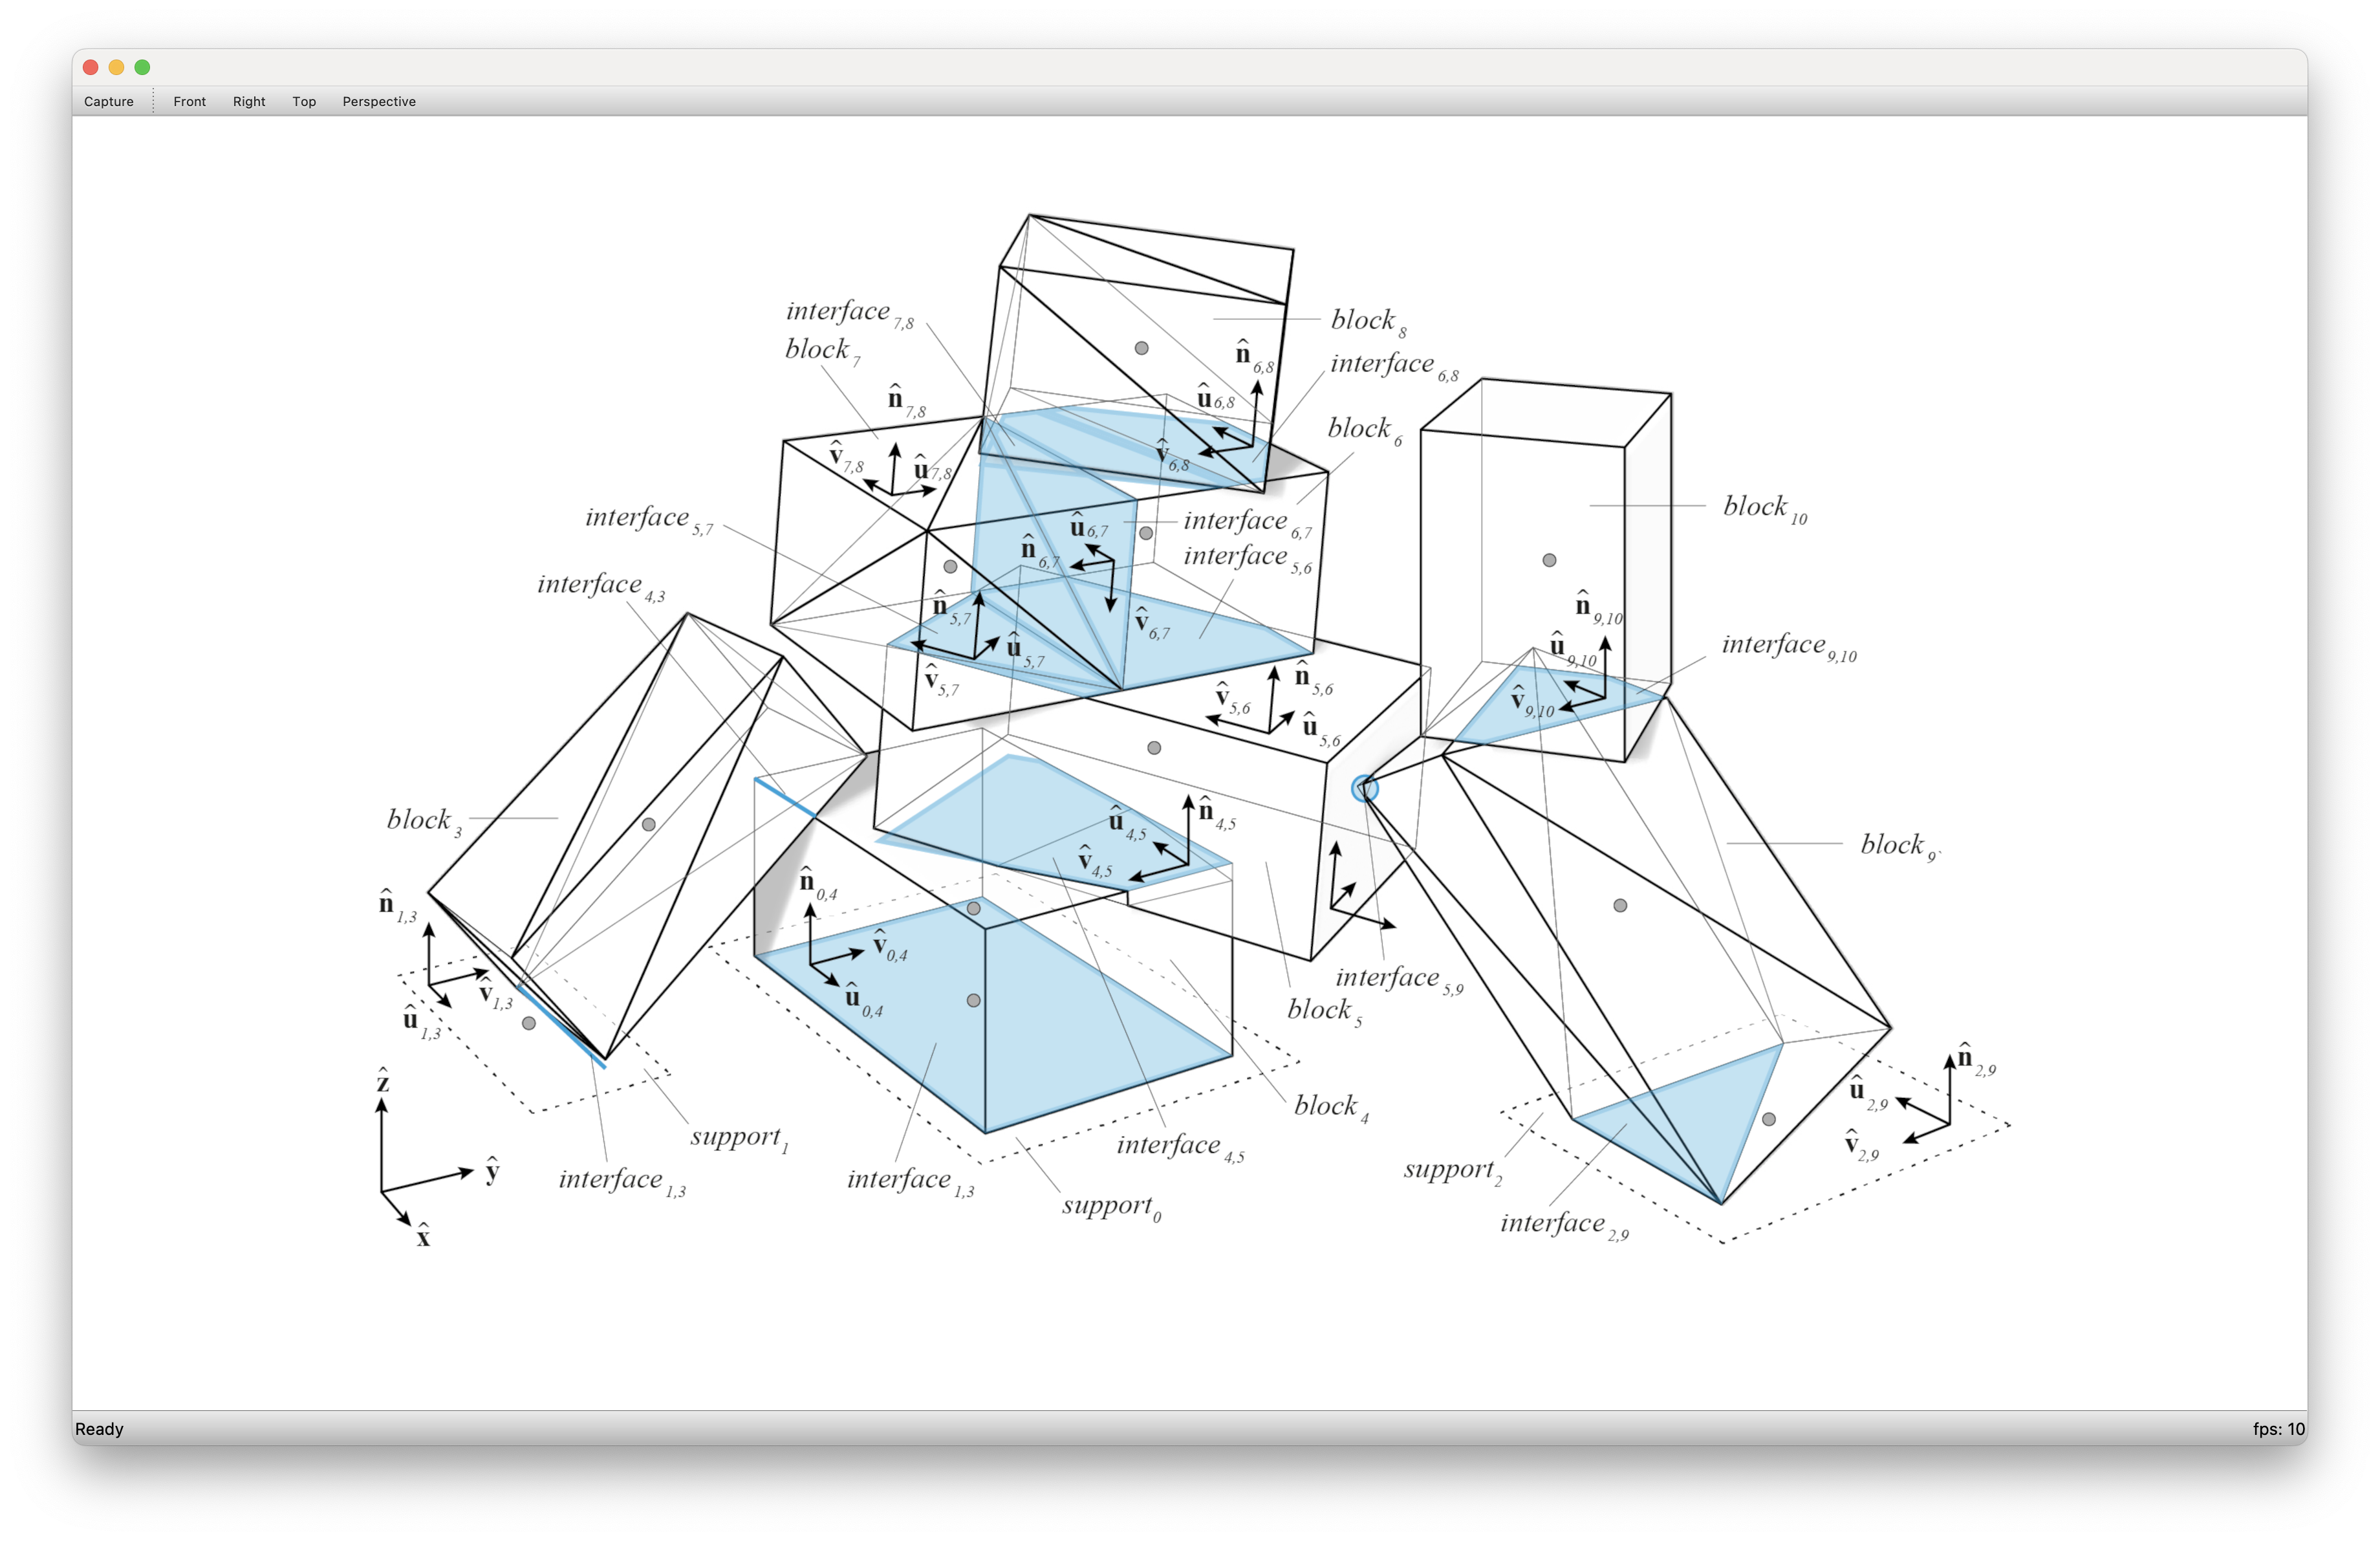 Capture Front Right Top Perspective
interface 7,8
block 7
block 8
n̂ 6,8
interface 6,8
û 6,8
n̂ 7,8
block 6
v̂ 7,8
û 7,8
v̂ 6,8
block 10
interface 5,7
û 6,7
interface 6,7
n̂ 6,7
interface 5,6
interface 4,3
n̂ 5,7
v̂ 6,7
n̂ 9,10
û 5,7
û 9,10
interface 9,10
v̂ 5,7
n̂ 5,6
v̂ 5,6
v̂ 9,10
û 5,6
block 3
û 4,5
n̂ 4,5
block 9`
v̂ 4,5
n̂ 0,4
n̂ 1,3
v̂ 0,4
interface 5,9
v̂ 1,3
û 0,4
block 5
û 1,3
n̂ 2,9
ẑ
û 2,9
block 4
support 1
interface 4,5
v̂ 2,9
ŷ
interface 1,3
interface 1,3
support 2
support 0
interface 2,9
x̂
Ready
fps: 10